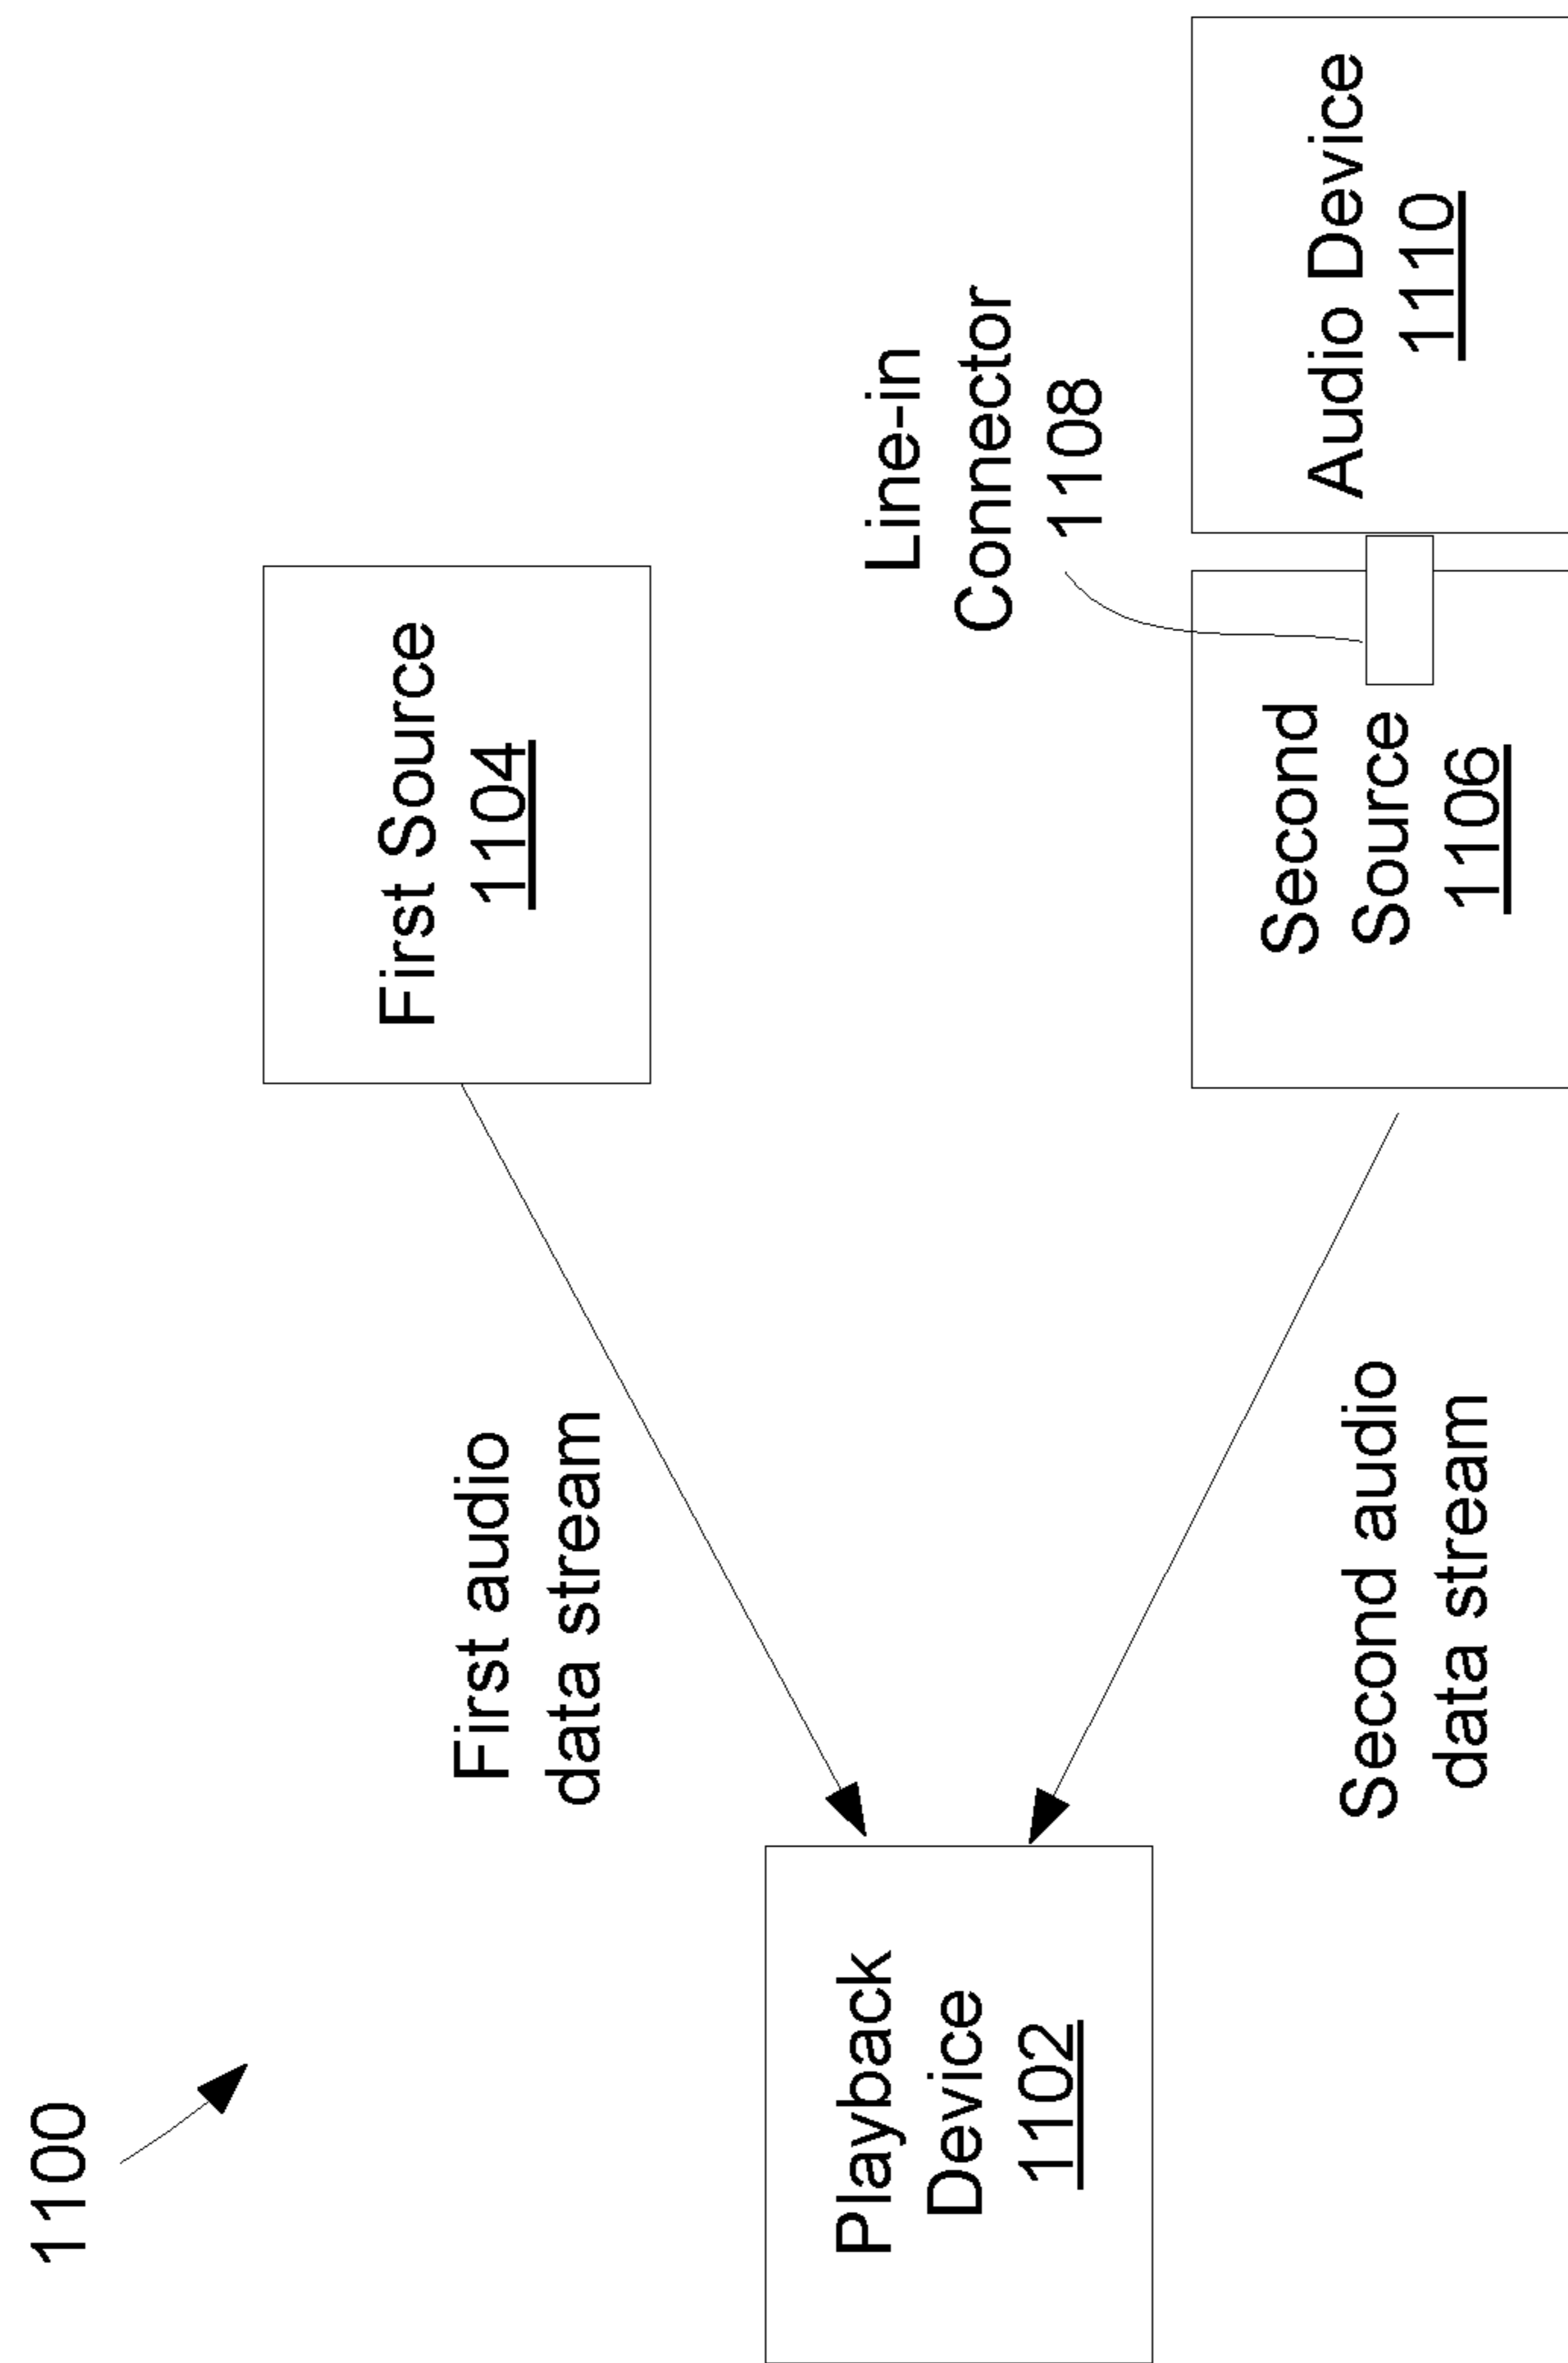 1100
First Source
1104
First audio
data stream
Playback
Device
1102
Line-in
Connector
1108
Second audio
data stream
Second
Source
1106
Audio Device
1110